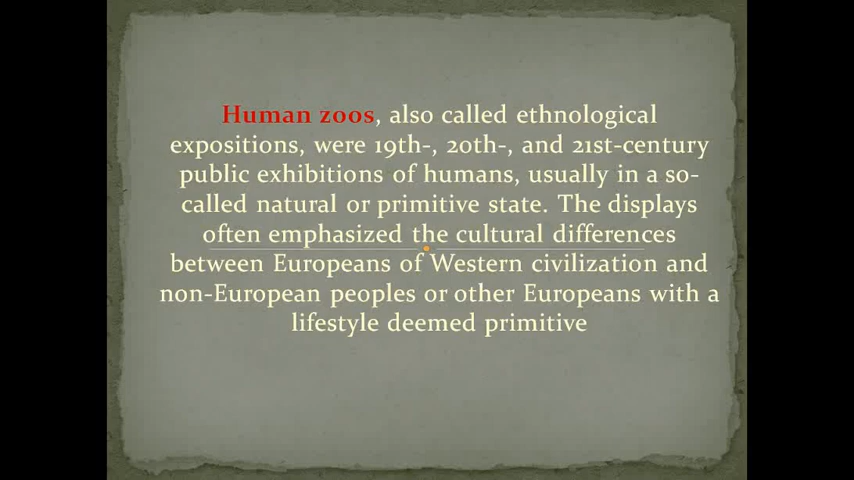 Human zoos, also called ethnological
expositions, were 19th-, 20th-, and 21st-century
public exhibitions of humans, usually in a so-
called natural or primitive state. The displays
often emphasized the cultural differences
between Europeans of Western civilization and
non-European peoples or other Europeans with a
lifestyle deemed primitive